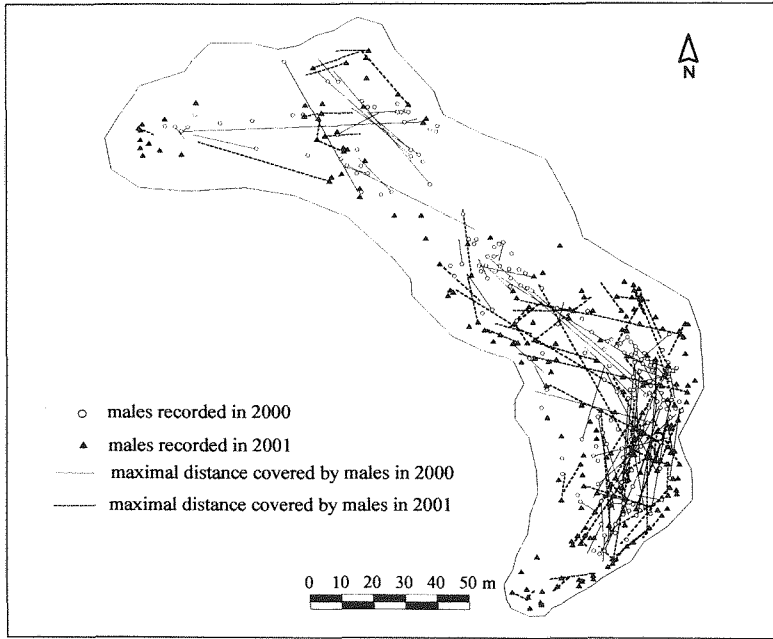 N
males recorded in 2000
males recorded in 2001
maximal distance covered by males in 2000
maximal distance covered by males in 2001
0 10 20 30 40 50 m